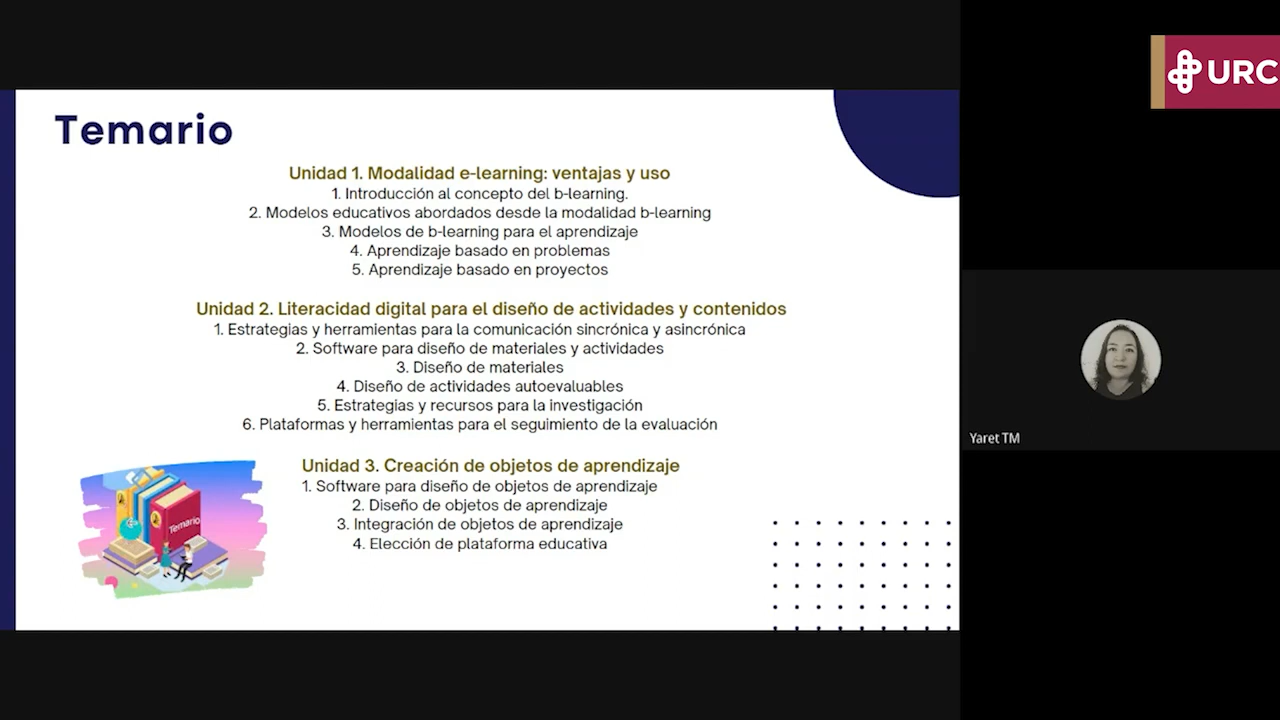 URC
Temario
Unidad 1. Modalidad e-learning: ventajas y uso
1. Introducción al concepto del b-learning.
2. Modelos educativos abordados desde la modalidad b-learning
3. Modelos de b-learning para el aprendizaje
4. Aprendizaje basado en problemas
5. Aprendizaje basado en proyectos
Unidad 2. Literacidad digital para el diseño de actividades y contenidos
1. Estrategias y herramientas para la comunicación sincrónica y asincrónica
2. Software para diseño de materiales y actividades
3. Diseño de materiales
4. Diseño de actividades autoevaluables
5. Estrategias y recursos para la investigación
6. Plataformas y herramientas para el seguimiento de la evaluación
Unidad 3. Creación de objetos de aprendizaje
1. Software para diseño de objetos de aprendizaje
2. Diseño de objetos de aprendizaje
3. Integración de objetos de aprendizaje
4. Elección de plataforma educativa
Temario
Yaret TM